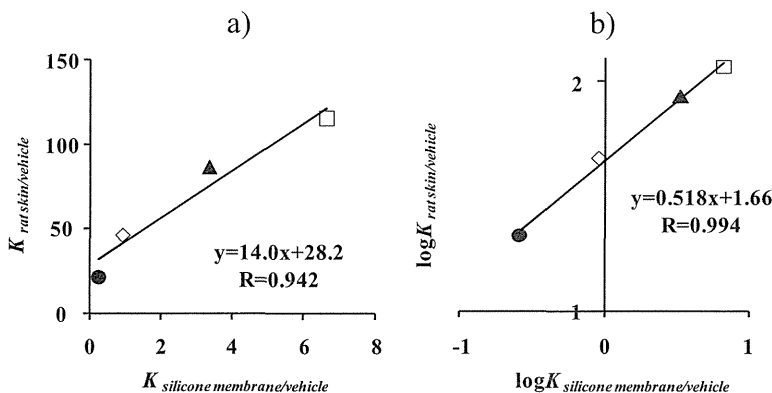 a)
150
100
50
0
0 2 4 6 8
K rat skin/vehicle
y=14.0x+28.2
R=0.942
K silicone membrane/vehicle
b)
2
1
-1 0 1
logK rat skin/vehicle
y=0.518x+1.66
R=0.994
logK silicone membrane/vehicle